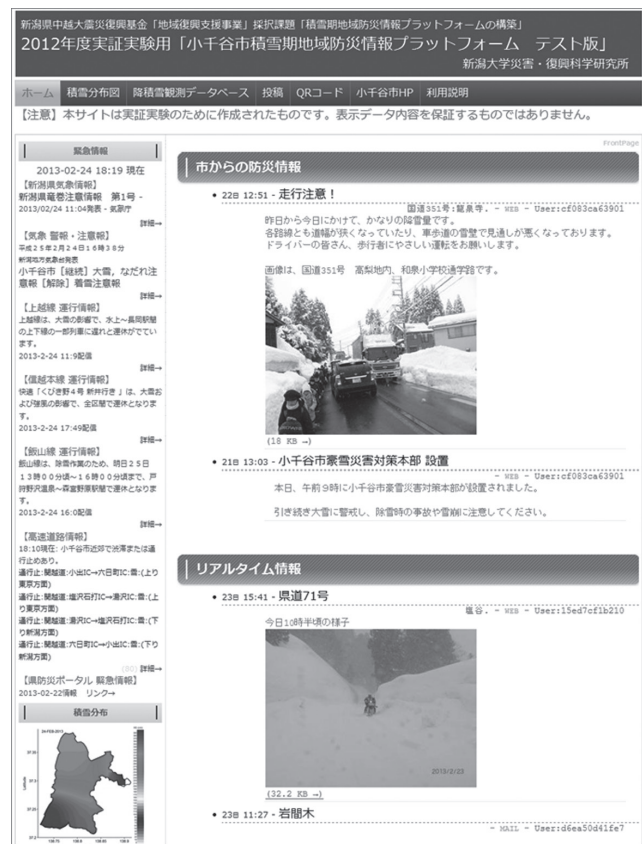 新潟県中越大震災復興基金「地域復興支援事業」採択課題「積雪期地域防災情報プラットフォームの構築」
2012年度実証実験用「小千谷市積雪期地域防災情報プラットフォーム　テスト版」
新潟大学災害・復興科学研究所
ホーム 積雪分布図 降積雪観測データベース 投稿 QRコード 小千谷市HP 利用説明
【注意】本サイトは実証実験のために作成されたものです。表示データ内容を保証するものではありません。
FrontPage
緊急情報
2013-02-24 18:19 現在
【新潟県気象情報】
新潟県竜巻注意情報　第1号 -
2013/02/24 11:04発表 - 気象庁
詳細→
【気象 警報・注意報】
平成２５年２月２４日１６時３８分
新潟地方気象台発表
小千谷市 [継続] 大雪，なだれ注
意報 [解除] 着雪注意報
詳細→
【上越線 運行情報】
上越線は、大雪の影響で、水上～長岡駅間
の上下線の一部列車に遅れと運休がでてい
ます。
2013-2-24 11:9配信
詳細→
【信越本線 運行情報】
快速「くびき野４号 新井行き 」は、大雪お
よび強風の影響で、全区間で運休となりま
す。
2013-2-24 17:49配信
詳細→
【飯山線 運行情報】
飯山線は、除雪作業のため、明日２５日
１３時００分頃～１６時００分頃まで、戸
狩野沢温泉～森宮野原駅間で運休となりま
す。
2013-2-24 16:0配信
詳細→
【高速道路情報】
18:10現在: 小千谷市近郊で渋滞または通
行止めあり。
通行止:関越道:小出IC→六日町IC:雪:(上り
東京方面)
通行止:関越道:塩沢石打IC→湯沢IC:雪:(上
り東京方面)
通行止:関越道:湯沢IC→塩沢石打IC:雪:(下
り新潟方面)
通行止:関越道:六日町IC→小出IC:雪:(下り
新潟方面)
詳細→
【県防災ポータル 緊急情報】
2013-02-22情報　リンク→
積雪分布
市からの防災情報
• 22日 12:51 - 走行注意！
国道351号:龍泉寺. - WEB - User:cf083ca63901
昨日から今日にかけて、かなりの降雪量です。
各路線とも道幅が狭くなっていたり、車歩道の雪壁で見通しが悪くなっております。
ドライバーの皆さん、歩行者にやさしい運転をお願いします。
画像は、国道351号　高梨地内、和泉小学校通学路です。
(18 KB →)
• 21日 13:03 - 小千谷市豪雪災害対策本部 設置
- WEB - User:cf083ca63901
本日、午前９時に小千谷市豪雪災害対策本部が設置されました。
引き続き大雪に警戒し、除雪時の事故や雪崩に注意してください。
リアルタイム情報
• 23日 15:41 - 県道71号
塩谷. - WEB - User:15ed7cf1b210
今日10時半頃の様子
2013/2/23
(32.2 KB →)
• 23日 11:27 - 岩間木
- MAIL - User:d6ea50d41fe7